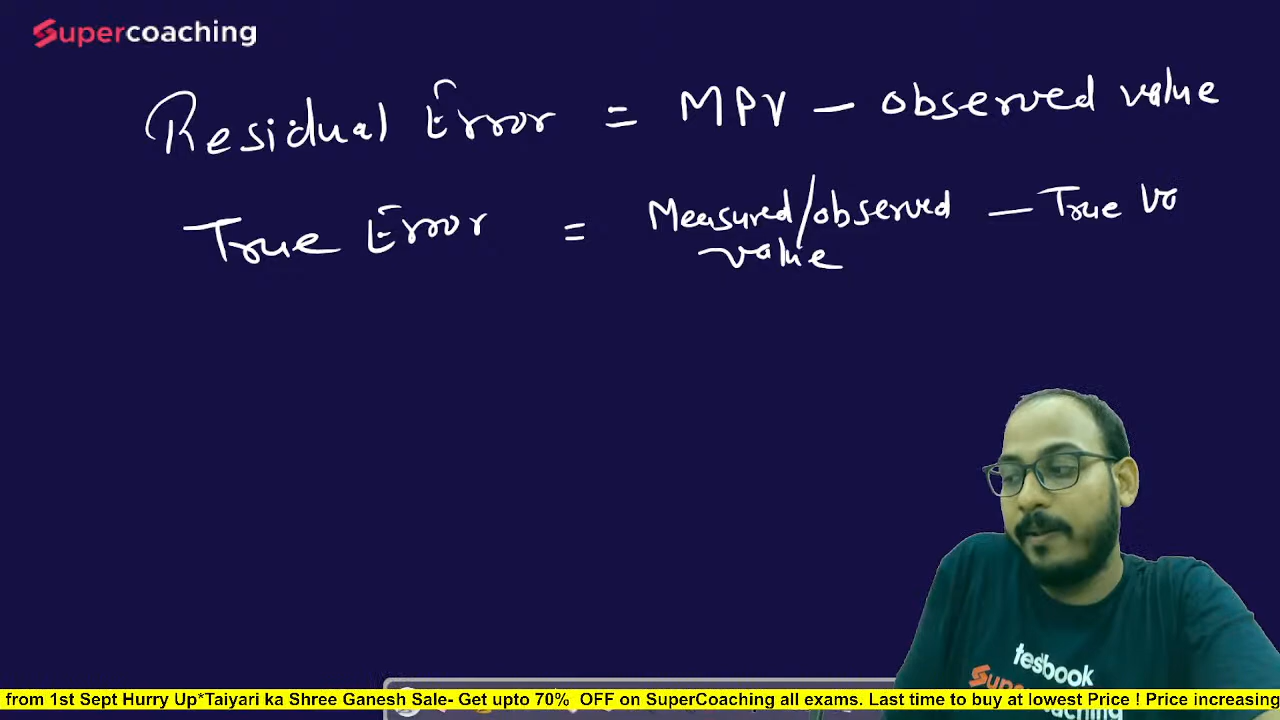 Supercoaching
Residual Error = MPV – observed value
True Error = Measured/observed – True Va
value
tesbook
from 1st Sept Hurry Up*Taiyari ka Shree Ganesh Sale- Get upto 70% OFF on SuperCoaching all exams. Last time to buy at lowest Price ! Price increasing